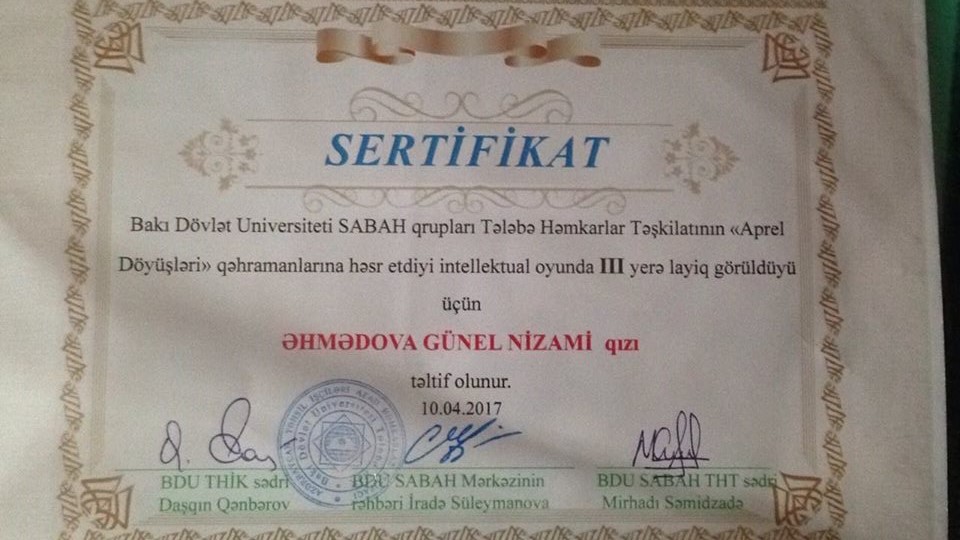 SERTİFİKAT
Bakı Dövlət Universiteti SABAH qrupları Tələbə Həmkarlar Təşkilatının «Aprel
Döyüşləri» qəhramanlarına həsr etdiyi intellektual oyunda III yerə layiq görüldüyü
üçün
ƏHMƏDOVA GÜNEL NİZAMİ qızı
təltif olunur.
10.04.2017
BDU THİK sədri
Daşqın Qənbərov
BDU SABAH Mərkəzinin
rəhbəri İradə Süleymanova
BDU SABAH THT sədri
Mirhadı Səmidzadə